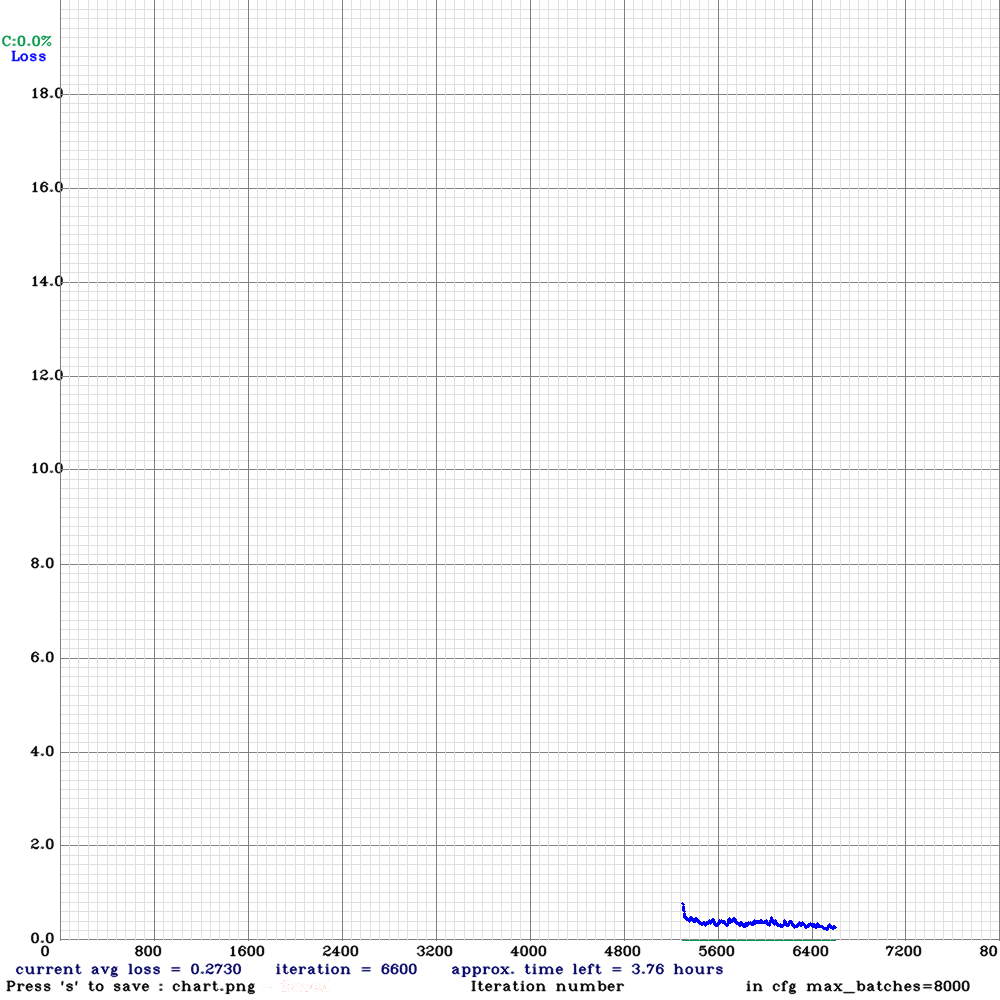 C:0.0%
Loss
18.0
16.0
14.0
12.0
10.0
8.0
6.0
4.0
2.0
0.0
0 800 1600 2400 3200 4000 4800 5600 6400 7200 80
current avg loss = 0.2730 iteration = 6600 approx. time left = 3.76 hours
Press 's' to save : chart.png Iteration number in cfg max_batches=8000